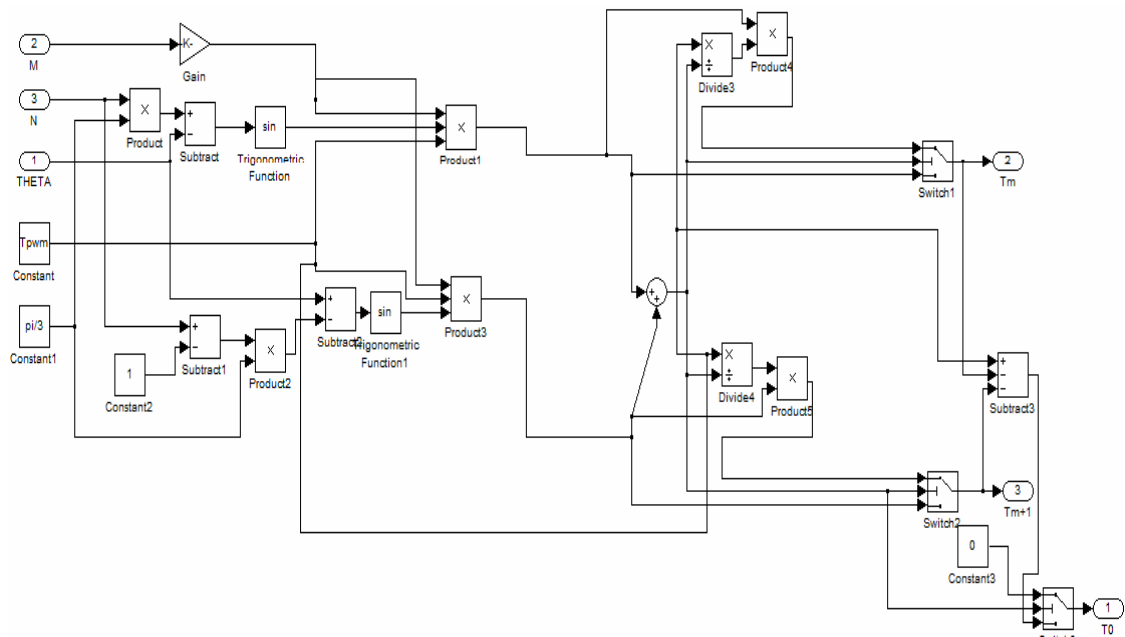 2
M
-K-
Gain
3
N
X
Product
+
−
Subtract
sin
Trigonometric
Function
X
Product1
1
THETA
Tpwm
Constant
pi/3
Constant1
1
Constant2
+
−
Subtract1
X
Product2
+
−
Subtract2
sin
Trigonometric
Function1
X
Product3
X
÷
Divide3
X
Product4
Switch1
2
Tm
+
+
X
÷
Divide4
X
Product5
+
−
−
Subtract3
Switch2
3
Tm+1
0
Constant3
1
T0